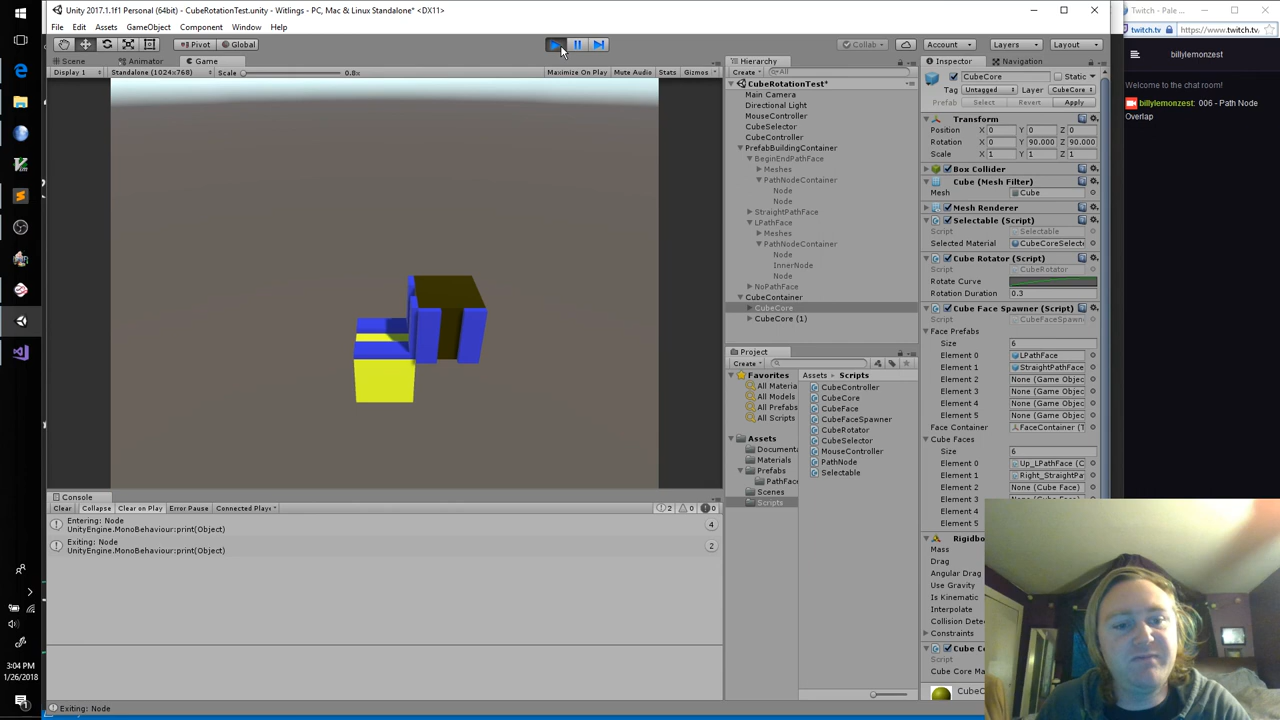 Unity 2017.1.1f1 Personal (64bit) - CubeRotationTest.unity - Witlings - PC, Mac & Linux Standalone* <DX11>
Twitch - Pale
File Edit Assets GameObject Component Window Help
twitch.tv https://www.twitch.tv
Pivot Global Collab Account Layers Layout
billylemonzest
Scene Animator Game Hierarchy Inspector Navigation
Display 1 Standalone (1024x768) Scale 0.8x Maximize On Play Mute Audio Stats Gizmos
Create All
CubeCore Static
Tag Untagged Layer CubeCore
Prefab Select Revert Apply
Welcome to the chat room!
billylemonzest: 006 - Path Node
Overlap
CubeRotationTest*
Main Camera
Directional Light
MouseController
CubeSelector
CubeController
PrefabBuildingContainer
BeginEndPathFace
Meshes
PathNodeContainer
Node
Node
StraightPathFace
LPathFace
Meshes
PathNodeContainer
Node
InnerNode
Node
NoPathFace
CubeContainer
CubeCore
CubeCore (1)
Transform
Position X 0 Y 0 Z 0
Rotation X 0 Y 90.000 Z 90.000
Scale X 1 Y 1 Z 1
Box Collider
Cube (Mesh Filter)
Mesh Cube
Mesh Renderer
Selectable (Script)
Script Selectable
Selected Material CubeCoreSelecte
Cube Rotator (Script)
Script CubeRotator
Rotate Curve
Rotation Duration 0.3
Cube Face Spawner (Script)
Script CubeFaceSpawne
Face Prefabs
Size 6
Element 0 LPathFace
Element 1 StraightPathFace
Element 2 None (Game Objec
Element 3 None (Game Objec
Element 4 None (Game Objec
Element 5 None (Game Objec
Face Container FaceContainer (T
Cube Faces
Size 6
Element 0 Up_LPathFace (C
Element 1 Right_StraightPa
Element 2 None (Cube Face)
Element 3
Element 4
Element 5
Rigidbo
Mass
Drag
Angular Drag
Use Gravity
Is Kinematic
Interpolate
Collision Detec
Constraints
Cube Co
Script
Cube Core Ma
CubeC
Project
Create
Favorites
All Materia
All Models
All Prefabs
All Scripts
Assets
Documenta
Materials
Prefabs
PathFace
Scenes
Scripts
Assets Scripts
CubeController
CubeCore
CubeFace
CubeFaceSpawner
CubeRotator
CubeSelector
MouseController
PathNode
Selectable
Console
Clear Collapse Clear on Play Error Pause Connected Playe 2 0 0
Entering: Node
UnityEngine.MonoBehaviour:print(Object) 4
Exiting: Node
UnityEngine.MonoBehaviour:print(Object) 2
Exiting: Node
3:04 PM
1/26/2018